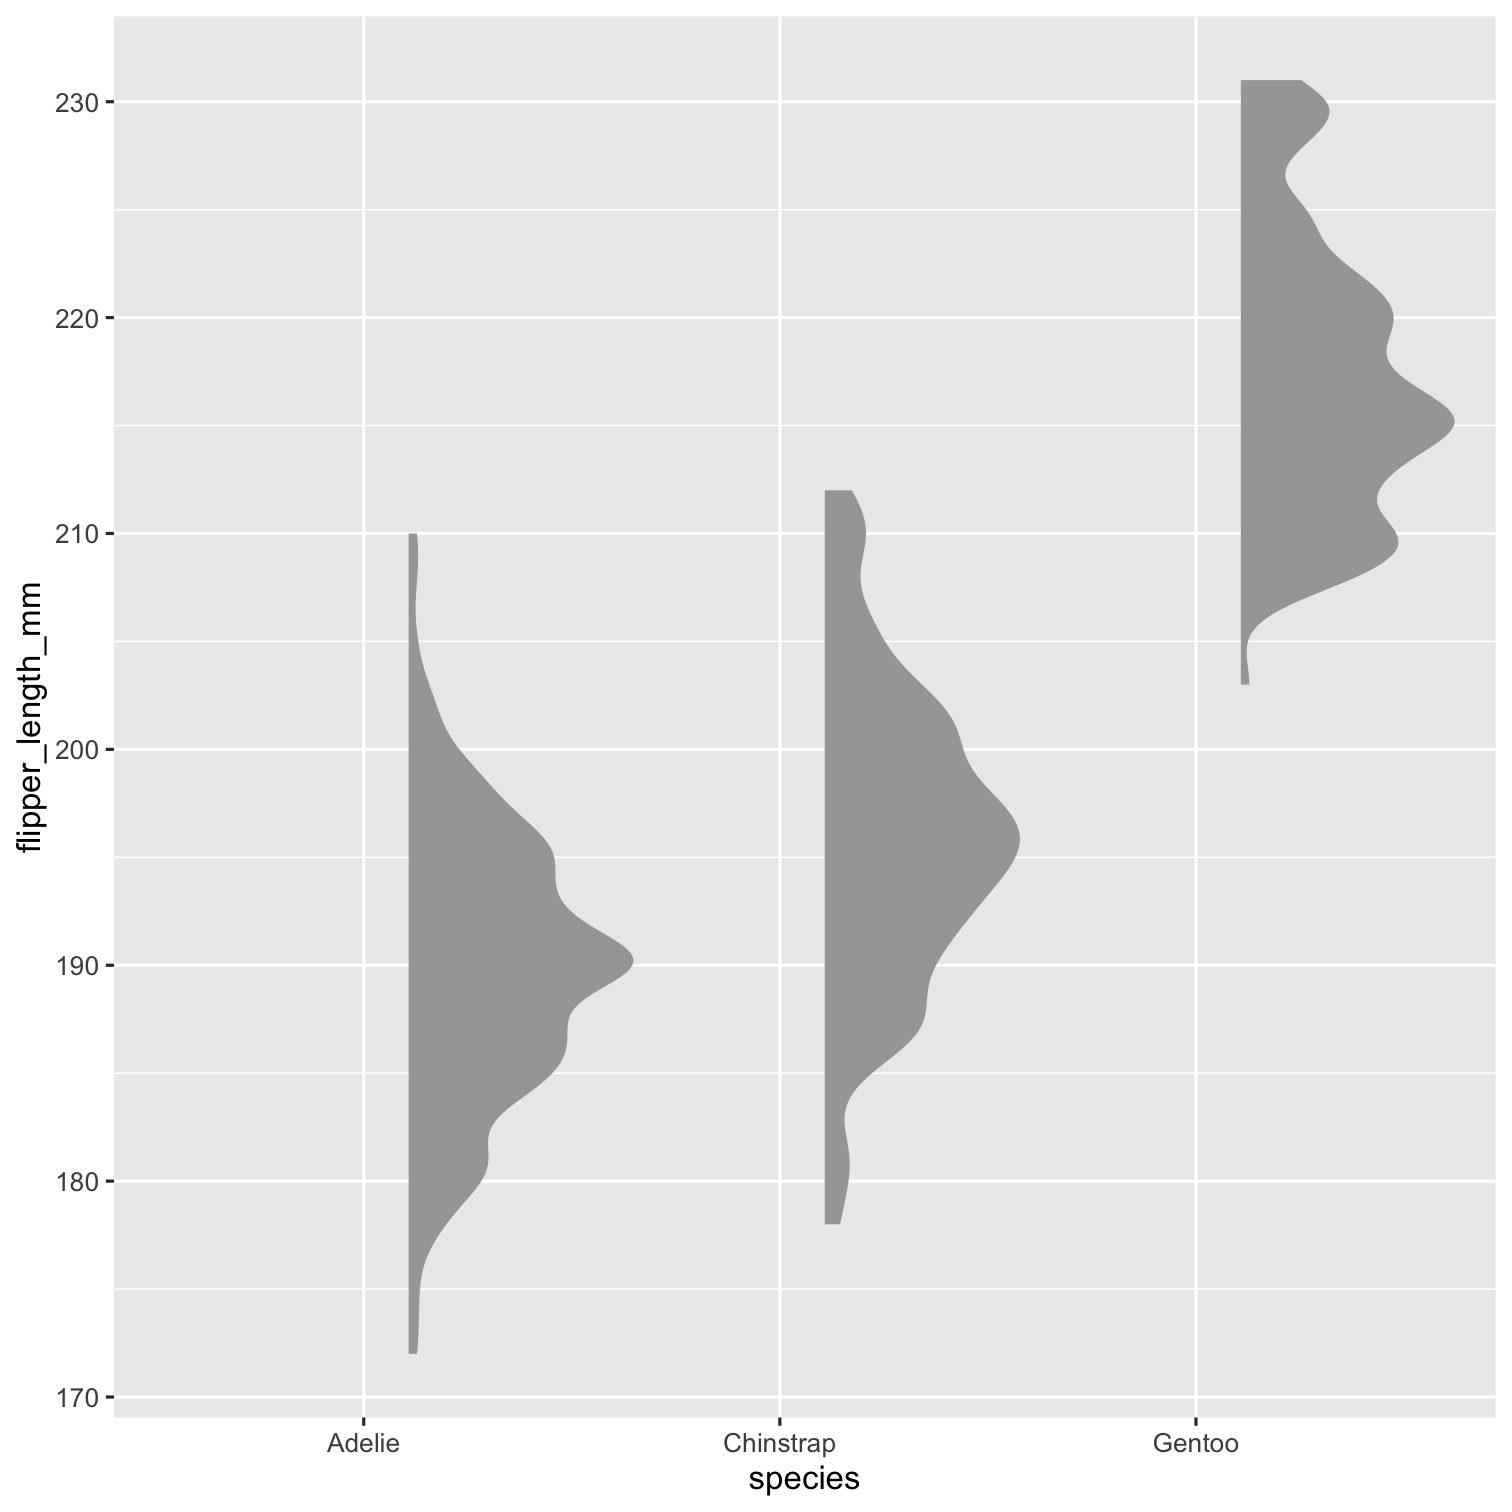 flipper_length_mm
230
220
210
200
190
180
170
Adelie
Chinstrap
Gentoo
species